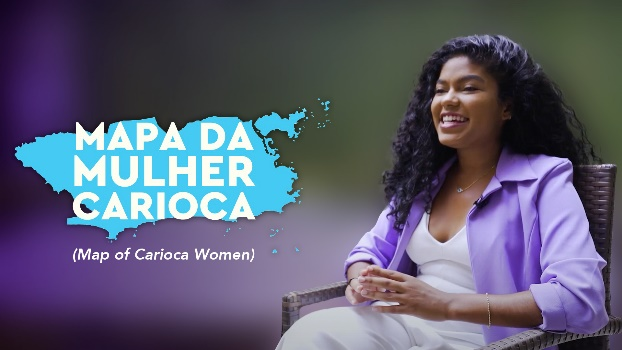 MAPA DA
MULHER
CARIOCA
(Map of Carioca Women)